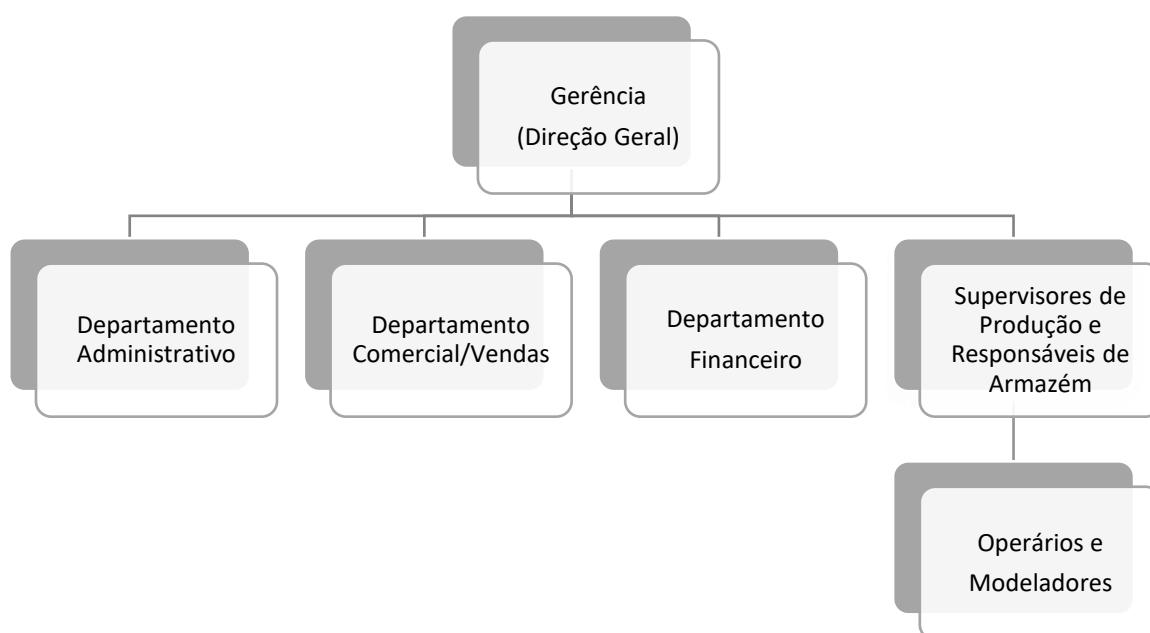 Gerência
(Direção Geral)
Departamento
Administrativo
Departamento
Comercial/Vendas
Departamento
Financeiro
Supervisores de
Produção e
Responsáveis de
Armazém
Operários e
Modeladores